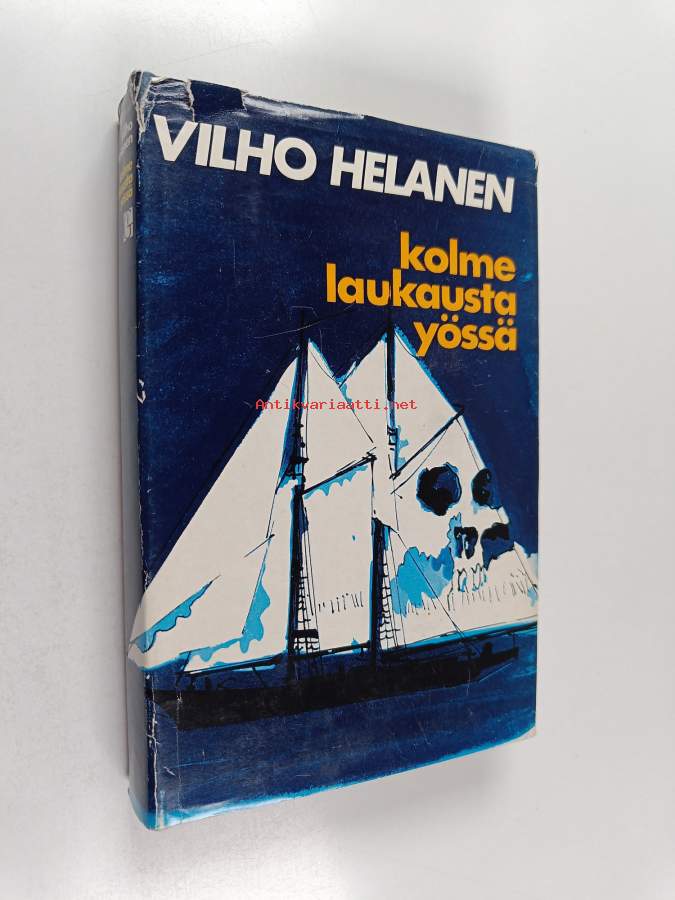 VILHO HELANEN
kolme
laukausta
yössä
Antikvariaatti.net